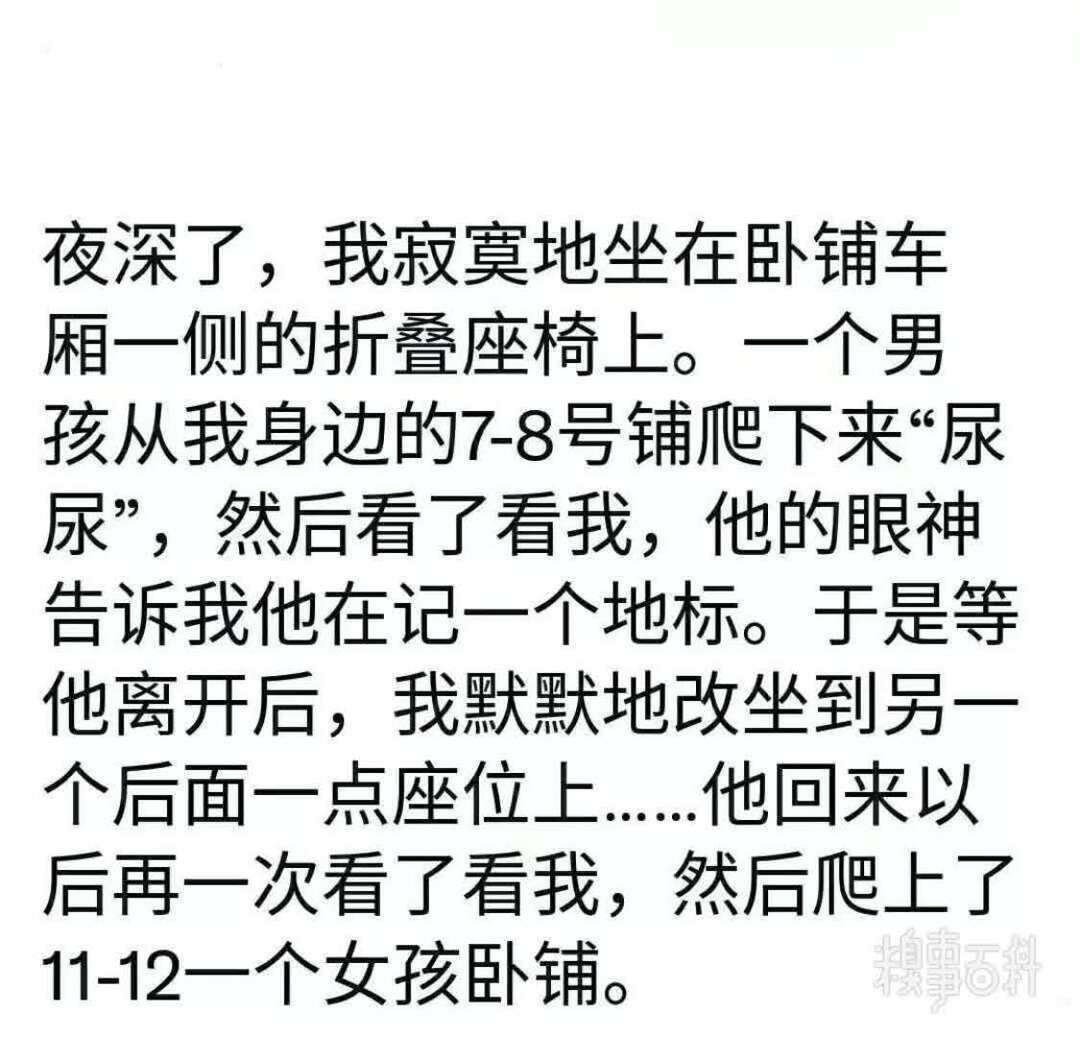 夜深了，我寂寞地坐在卧铺车
厢一侧的折叠座椅上。一个男
孩从我身边的7-8号铺爬下来“尿
尿”，然后看了看我，他的眼神
告诉我他在记一个地标。于是等
他离开后，我默默地改坐到另一
个后面一点座位上......他回来以
后再一次看了看我，然后爬上了
11-12一个女孩卧铺。
糗事百科